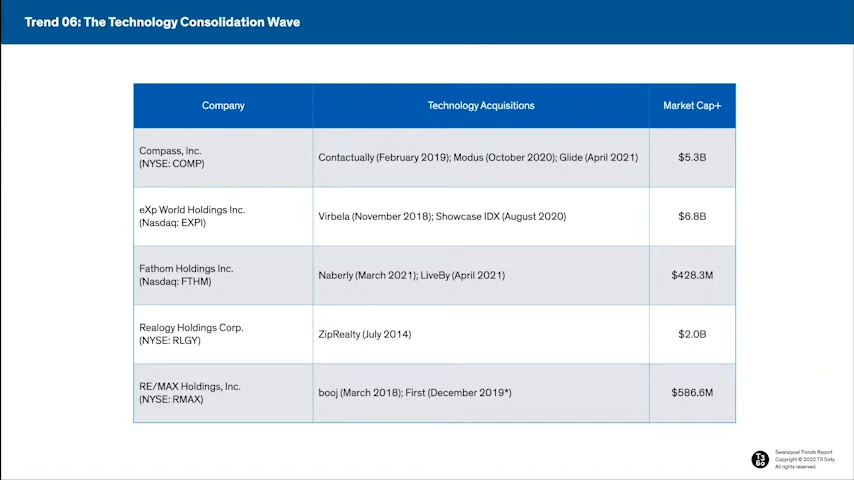 Trend 06: The Technology Consolidation Wave
Company
Technology Acquisitions
Market Cap+
Compass, Inc.
(NYSE: COMP)
Contactually (February 2019); Modus (October 2020); Glide (April 2021)
$5.3B
eXp World Holdings Inc.
(Nasdaq: EXPI)
Virbela (November 2018); Showcase IDX (August 2020)
$6.8B
Fathom Holdings Inc.
(Nasdaq: FTHM)
Naberly (March 2021); LiveBy (April 2021)
$428.3M
Realogy Holdings Corp.
(NYSE: RLGY)
ZipRealty (July 2014)
$2.0B
RE/MAX Holdings, Inc.
(NYSE: RMAX)
booj (March 2018); First (December 2019*)
$586.6M
T3
6o
Swanepoel Trends Report
Copyright © 2022 T3 Sixty.
All rights reserved.